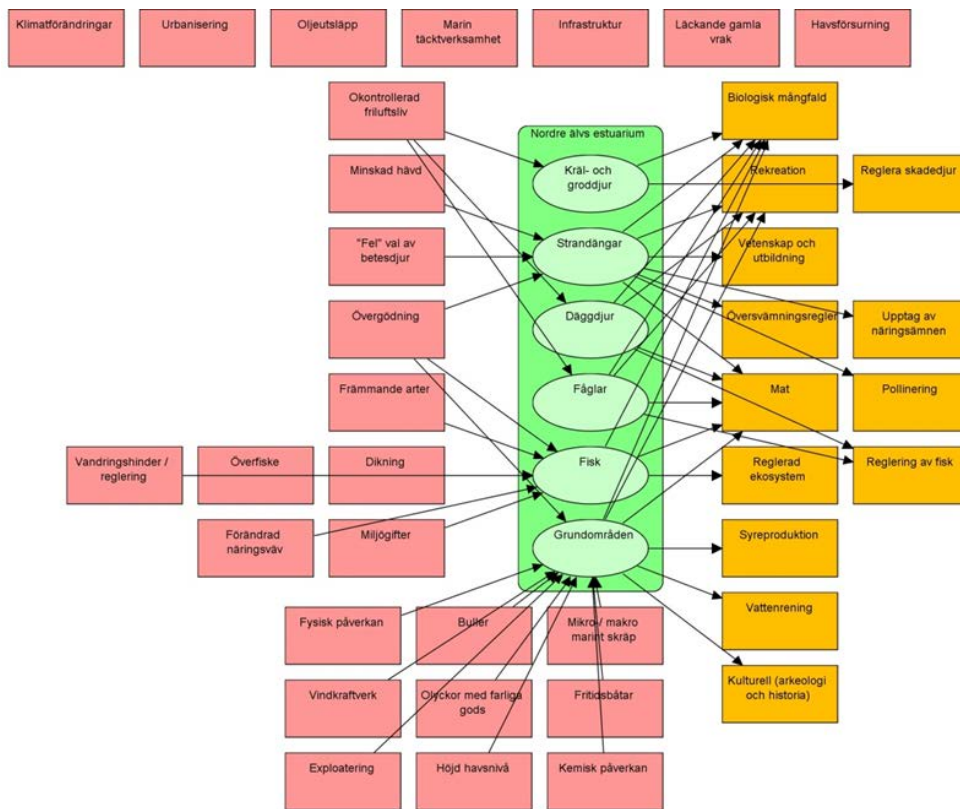 Klimatförändringar
Urbanisering
Oljeutsläpp
Marin
täcktverksamhet
Infrastruktur
Läckande gamla
vrak
Havsförsurning
Okontrollerad
friluftsliv
Biologisk mångfald
Nordre älvs estuarium
Minskad hävd
Kräl- och
groddjur
Rekreation
Reglera skadedjur
"Fel" val av
betesdjur
Strandängar
Vetenskap och
utbildning
Övergödning
Däggdjur
Översvämningsregler
Upptag av
näringsämnen
Främmande arter
Fåglar
Mat
Pollinering
Vandringshinder /
reglering
Överfiske
Dikning
Fisk
Reglerad
ekosystem
Reglering av fisk
Förändrad
näringsväv
Miljögifter
Grundområden
Syreproduktion
Fysisk påverkan
Buller
Mikro-/ makro
marint skräp
Vattenrening
Vindkraftverk
Olyckor med farliga
gods
Fritidsbåtar
Kulturell (arkeologi
och historia)
Exploatering
Höjd havsnivå
Kemisk påverkan